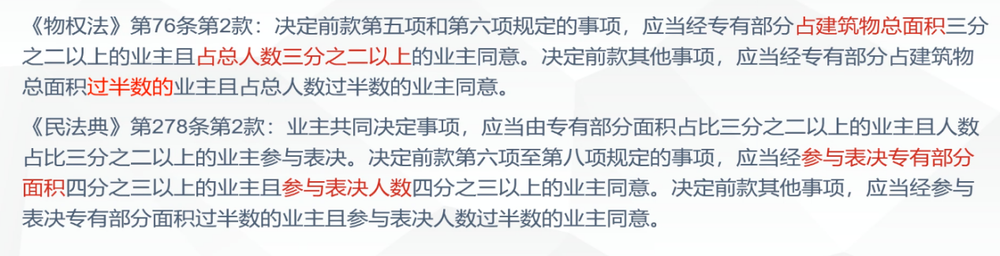 《物权法》第76条第2款：决定前款第五项和第六项规定的事项，应当经专有部分占建筑物总面积三分
之二以上的业主且占总人数三分之二以上的业主同意。决定前款其他事项，应当经专有部分占建筑物
总面积过半数的业主且占总人数过半数的业主同意。
《民法典》第278条第2款：业主共同决定事项，应当由专有部分面积占比三分之二以上的业主且人数
占比三分之二以上的业主参与表决。决定前款第六项至第八项规定的事项，应当经参与表决专有部分
面积四分之三以上的业主且参与表决人数四分之三以上的业主同意。决定前款其他事项，应当经参与
表决专有部分面积过半数的业主且参与表决人数过半数的业主同意。